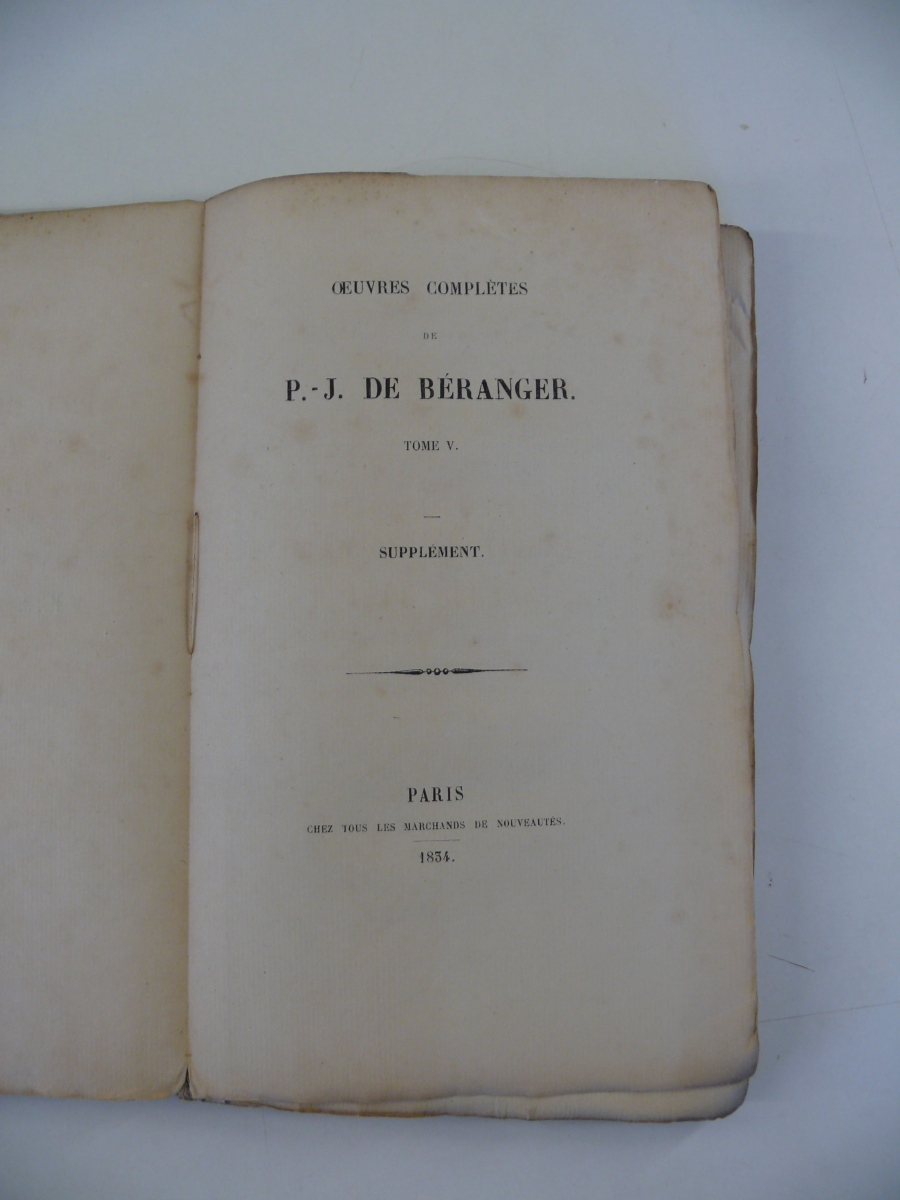 ŒUVRES COMPLÈTES
DE
P.-J. DE BÉRANGER.
TOME V.
SUPPLÉMENT.
PARIS
CHEZ TOUS LES MARCHANDS DE NOUVEAUTÉS.
1834.